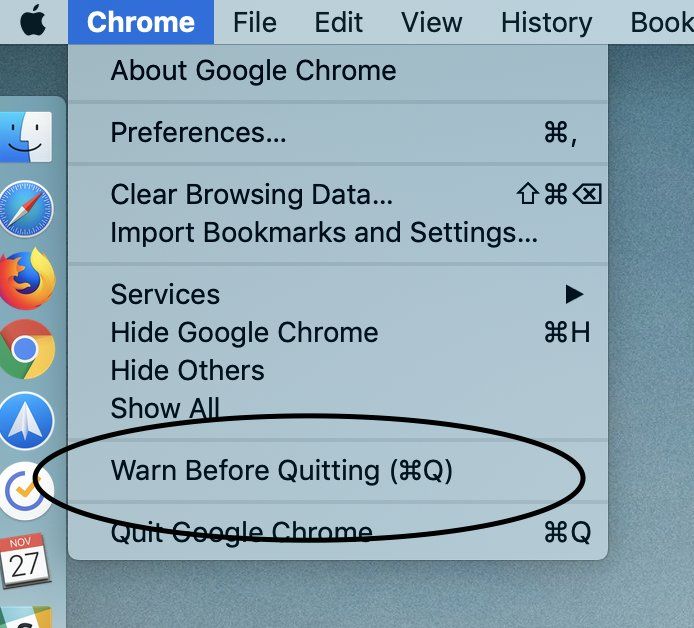 Chrome File Edit View History Book
About Google Chrome
Preferences... ⌘,
Clear Browsing Data... ⇧⌘⌫
Import Bookmarks and Settings...
Services ▶
Hide Google Chrome ⌘H
Hide Others
Show All
Warn Before Quitting (⌘Q)
Quit Google Chrome ⌘Q
NOV
27